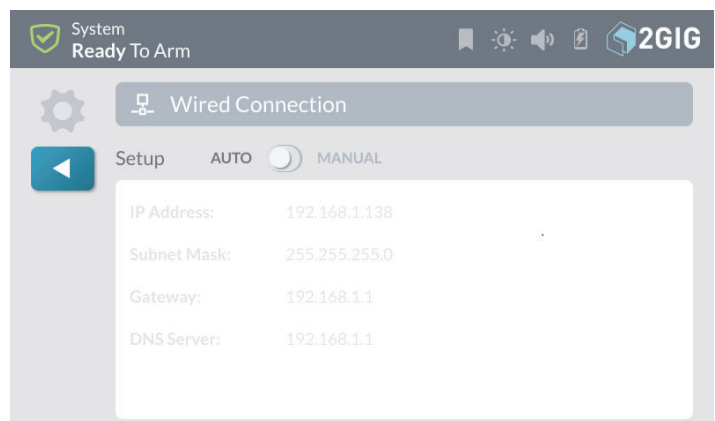 System
Ready To Arm
2GIG
Wired Connection
Setup AUTO MANUAL
IP Address: 192.168.1.138
Subnet Mask: 255.255.255.0
Gateway: 192.168.1.1
DNS Server: 192.168.1.1